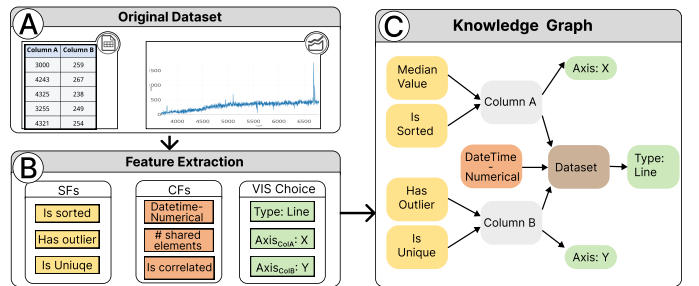 A
Original Dataset
Column A
Column B
3000
259
4243
267
4325
238
3255
249
4321
254
1000
500
0
4000
4500
5000
5500
6000
6500
B
Feature Extraction
SFs
Is sorted
Has outlier
Is Uniuqe
CFs
Datetime-
Numerical
# shared
elements
Is correlated
VIS Choice
Type: Line
AxisColA: X
AxisColB: Y
C
Knowledge Graph
Median
Value
Is
Sorted
Column A
Axis: X
DateTime
-
Numerical
Dataset
Type:
Line
Has
Outlier
Is
Unique
Column B
Axis: Y